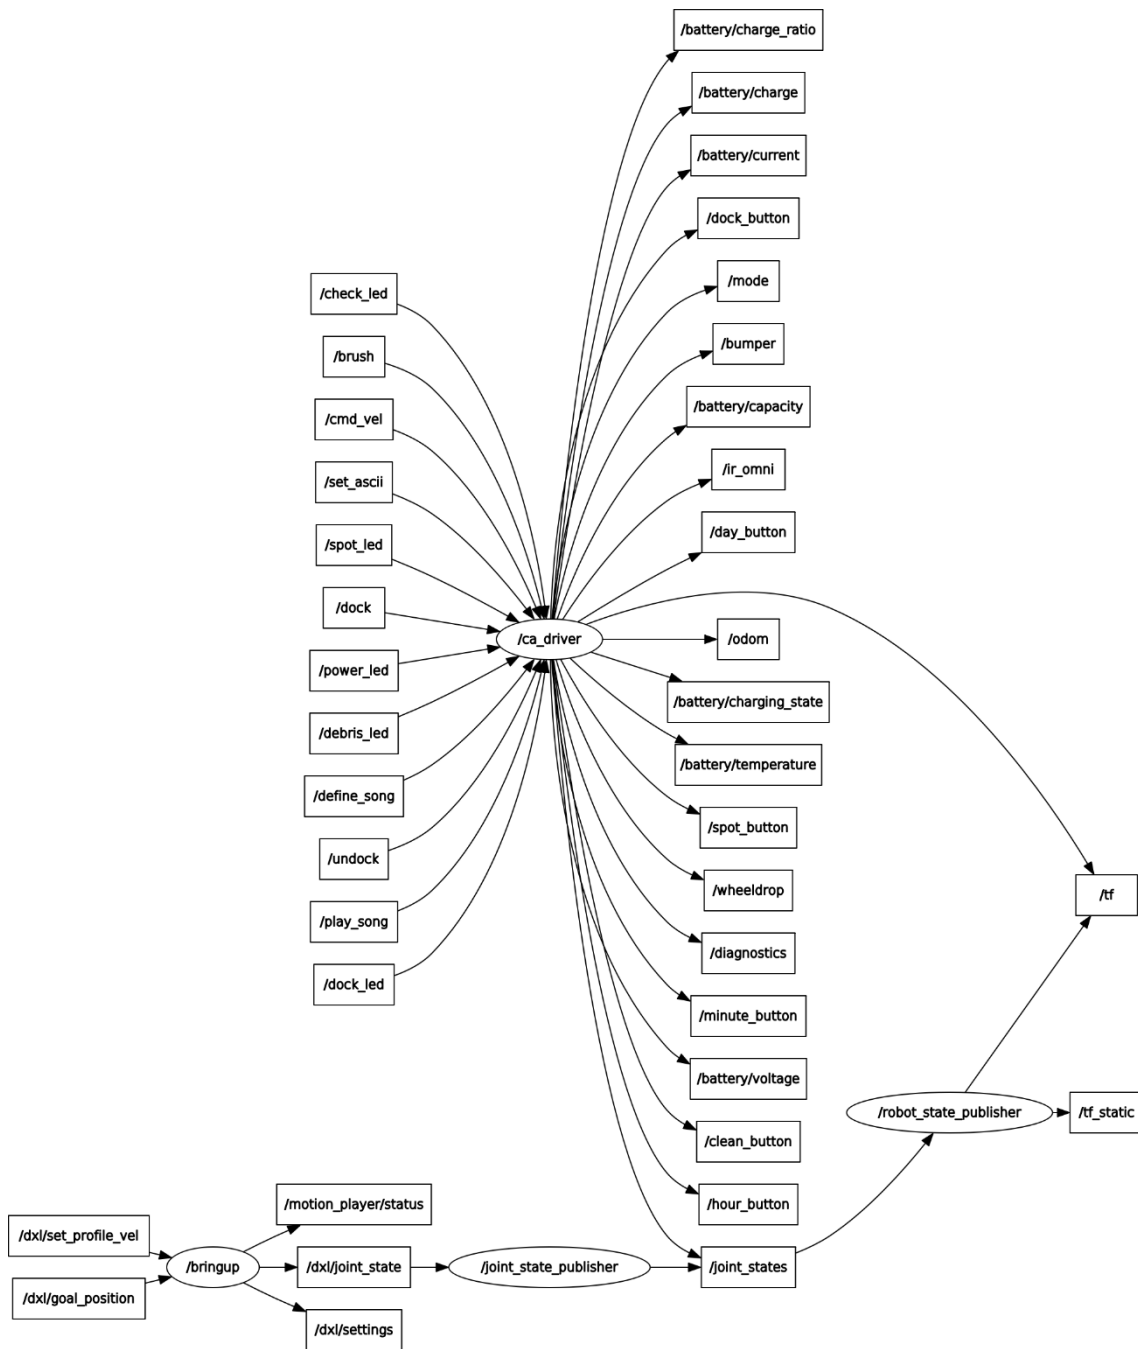 /battery/charge_ratio
/battery/charge
/battery/current
/dock_button
/mode
/bumper
/battery/capacity
/ir_omni
/day_button
/odom
/battery/charging_state
/battery/temperature
/spot_button
/wheeldrop
/diagnostics
/minute_button
/battery/voltage
/clean_button
/hour_button
/joint_states
/check_led
/brush
/cmd_vel
/set_ascii
/spot_led
/dock
/power_led
/debris_led
/define_song
/undock
/play_song
/dock_led
/ca_driver
/tf
/robot_state_publisher
/tf_static
/motion_player/status
/dxl/set_profile_vel
/bringup
/dxl/joint_state
/joint_state_publisher
/dxl/goal_position
/dxl/settings